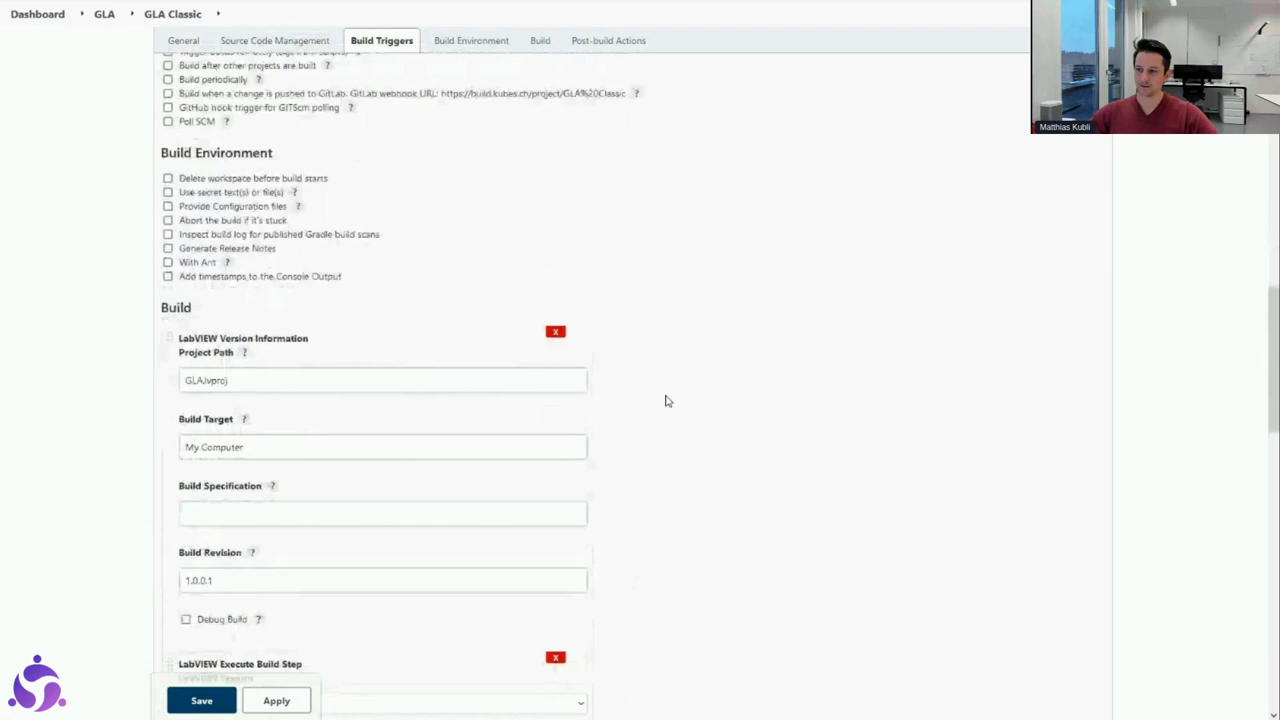 Dashboard GLA GLA Classic
General Source Code Management Build Triggers Build Environment Build Post-build Actions
Build after other projects are built ?
Build periodically ?
Build when a change is pushed to GitLab. GitLab webhook URL: https://build.kubes.ch/project/GLA%20Classic ?
GitHub hook trigger for GITScm polling ?
Poll SCM ?
Matthias Kubli
Build Environment
Delete workspace before build starts
Use secret text(s) or file(s) ?
Provide Configuration files ?
Abort the build if it's stuck
Inspect build log for published Gradle build scans
Generate Release Notes
With Ant ?
Add timestamps to the Console Output
Build
LabVIEW Version Information
X
Project Path ?
GLA.lvproj
Build Target ?
My Computer
Build Specification ?
Build Revision ?
1.0.0.1
Debug Build ?
LabVIEW Execute Build Step
X
Save Apply